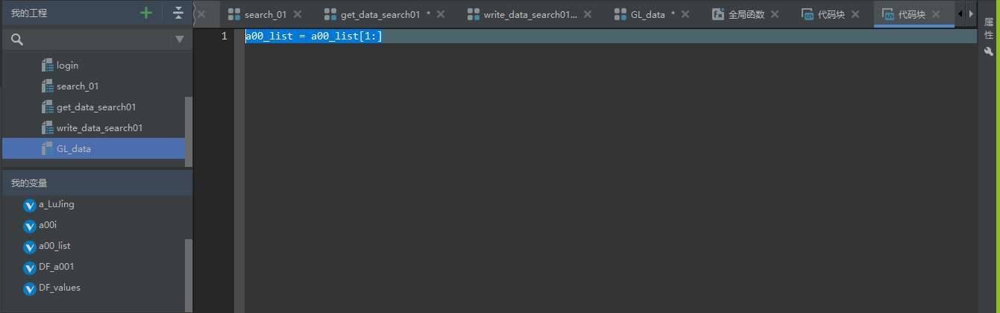 我的工程
search_01
get_data_search01 *
write_data_search01...
GL_data *
全局函数
代码块
代码块
属性
1 a00_list = a00_list[1:]
login
search_01
get_data_search01
write_data_search01
GL_data
我的变量
a_LuJing
a00i
a00_list
DF_a001
DF_values